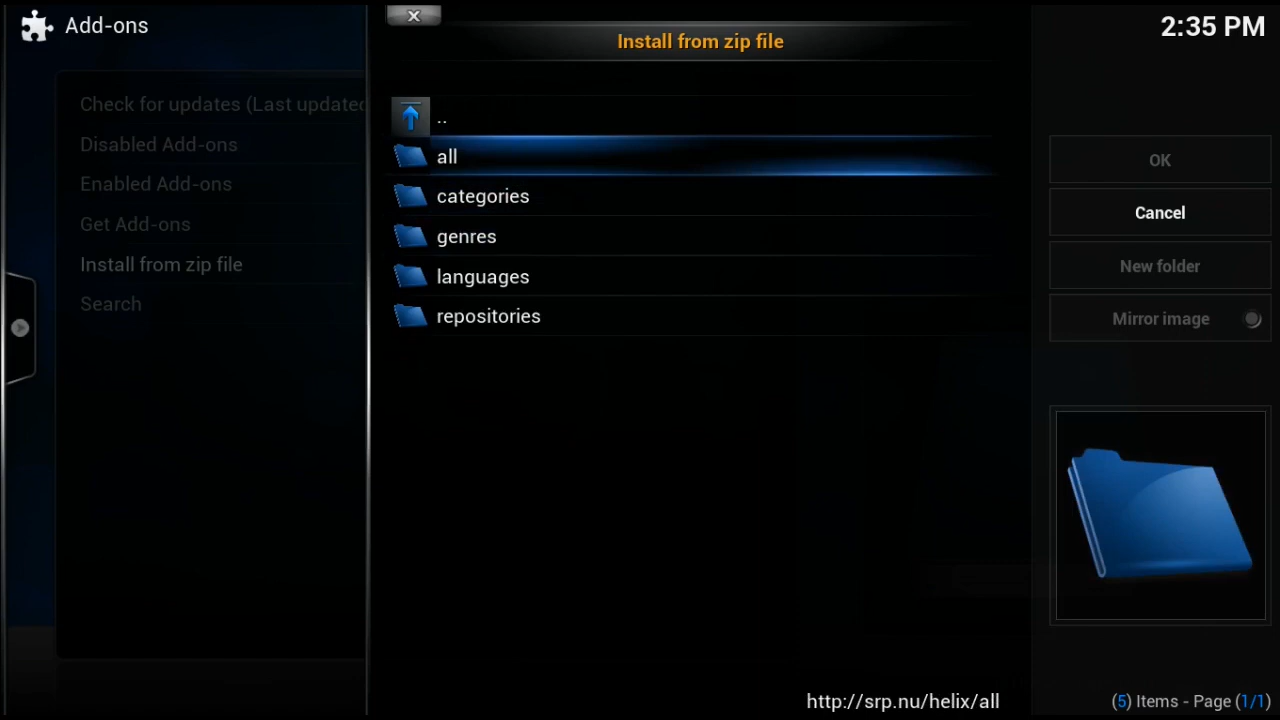 Add-ons
Check for updates (Last updated
Disabled Add-ons
Enabled Add-ons
Get Add-ons
Install from zip file
Search
Install from zip file
..
all
categories
genres
languages
repositories
2:35 PM
OK
Cancel
New folder
Mirror image
http://srp.nu/helix/all
(5) Items - Page (1/1)